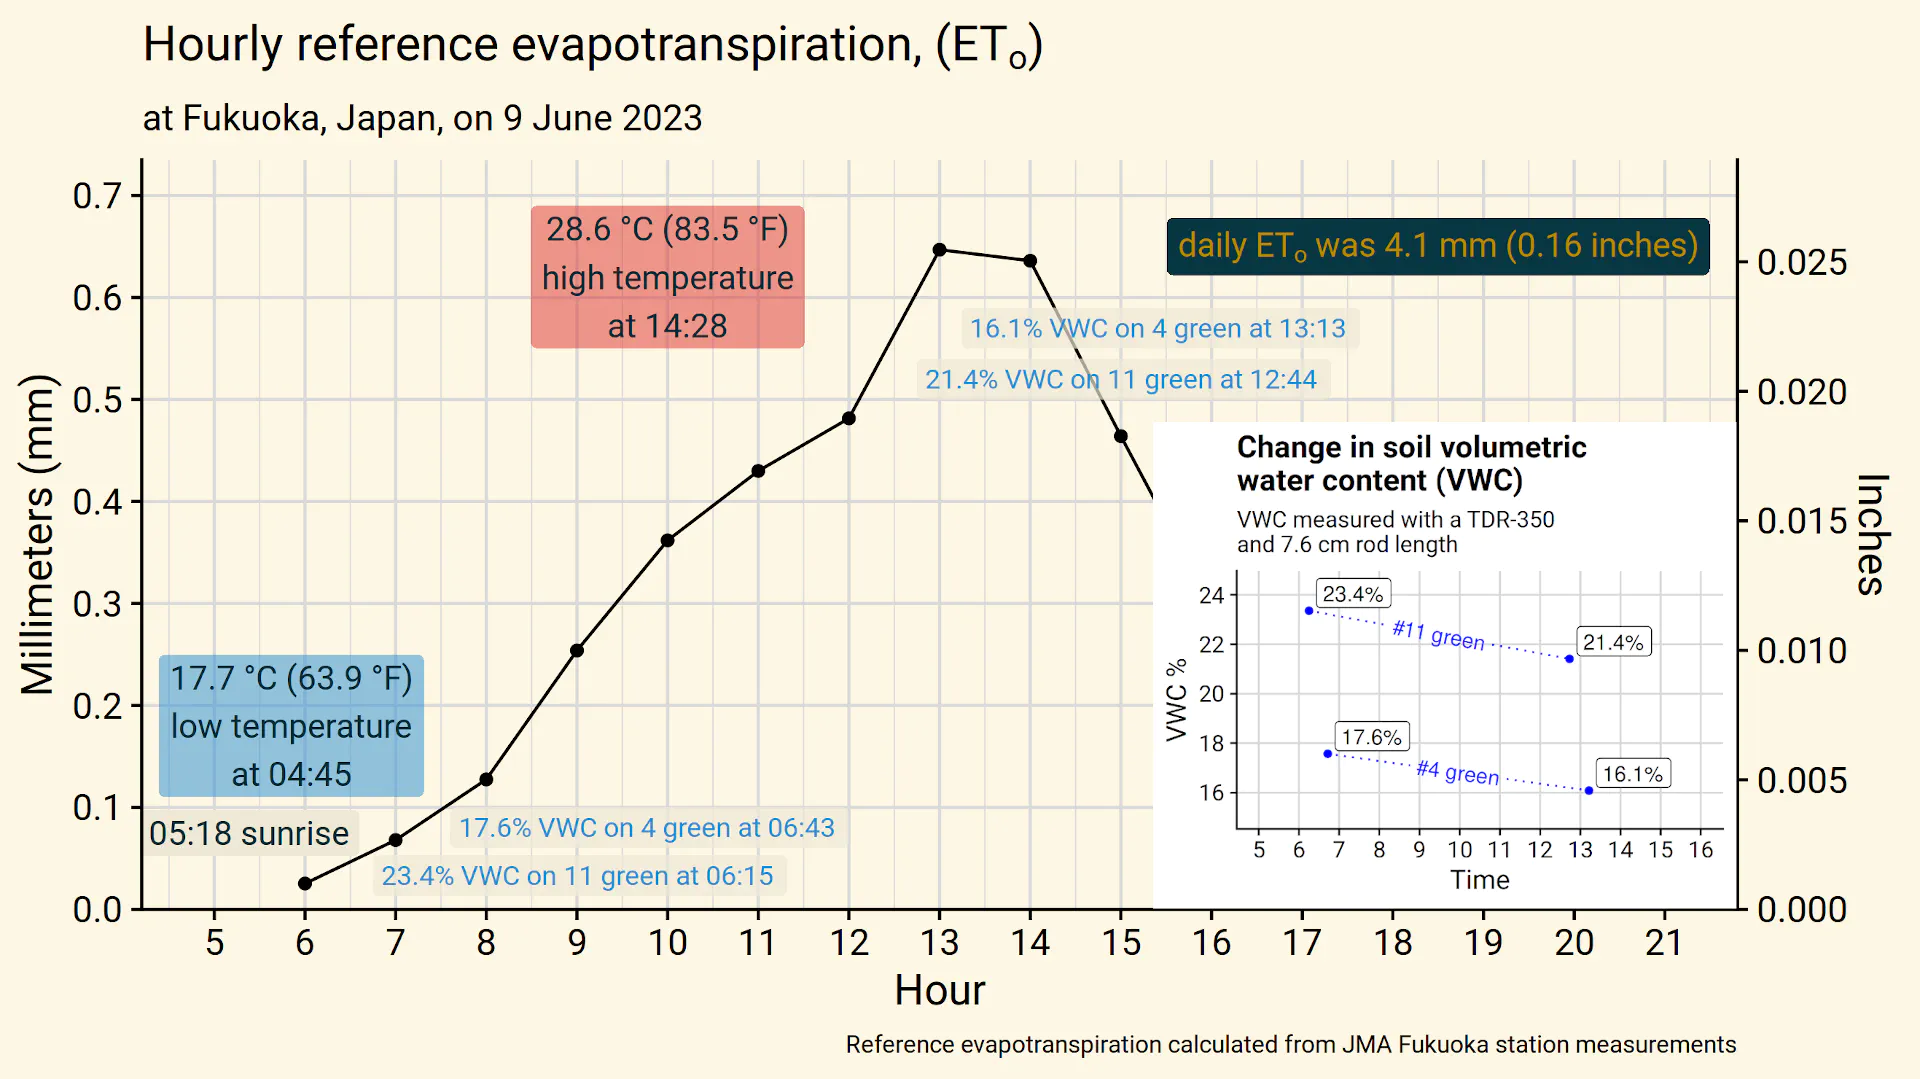 Hourly reference evapotranspiration, (ETo)
at Fukuoka, Japan, on 9 June 2023
Millimeters (mm)
0.7
0.6
0.5
0.4
0.3
0.2
0.1
0.0
28.6 °C (83.5 °F)
high temperature
at 14:28
daily ETo was 4.1 mm (0.16 inches)
16.1% VWC on 4 green at 13:13
21.4% VWC on 11 green at 12:44
17.7 °C (63.9 °F)
low temperature
at 04:45
05:18 sunrise
17.6% VWC on 4 green at 06:43
23.4% VWC on 11 green at 06:15
Change in soil volumetric
water content (VWC)
VWC measured with a TDR-350
and 7.6 cm rod length
VWC %
24
22
20
18
16
23.4%
#11 green
21.4%
17.6%
#4 green
16.1%
5 6 7 8 9 10 11 12 13 14 15 16
Time
0.025
0.020
0.015
0.010
0.005
0.000
Inches
5 6 7 8 9 10 11 12 13 14 15 16 17 18 19 20 21
Hour
Reference evapotranspiration calculated from JMA Fukuoka station measurements